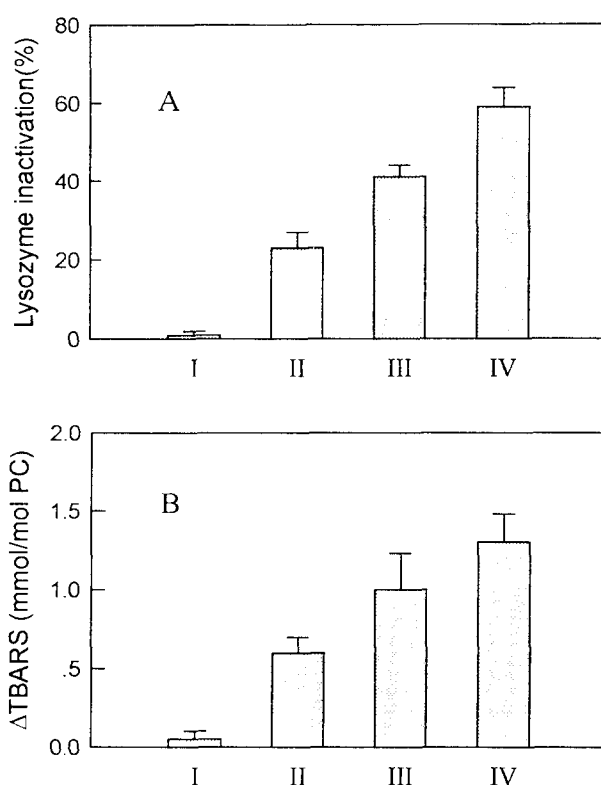 80
60
40
20
0
Lysozyme inactivation(%)
A
I II III IV
2.0
1.5
1.0
.5
0.0
ΔTBARS (mmol/mol PC)
B
I II III IV